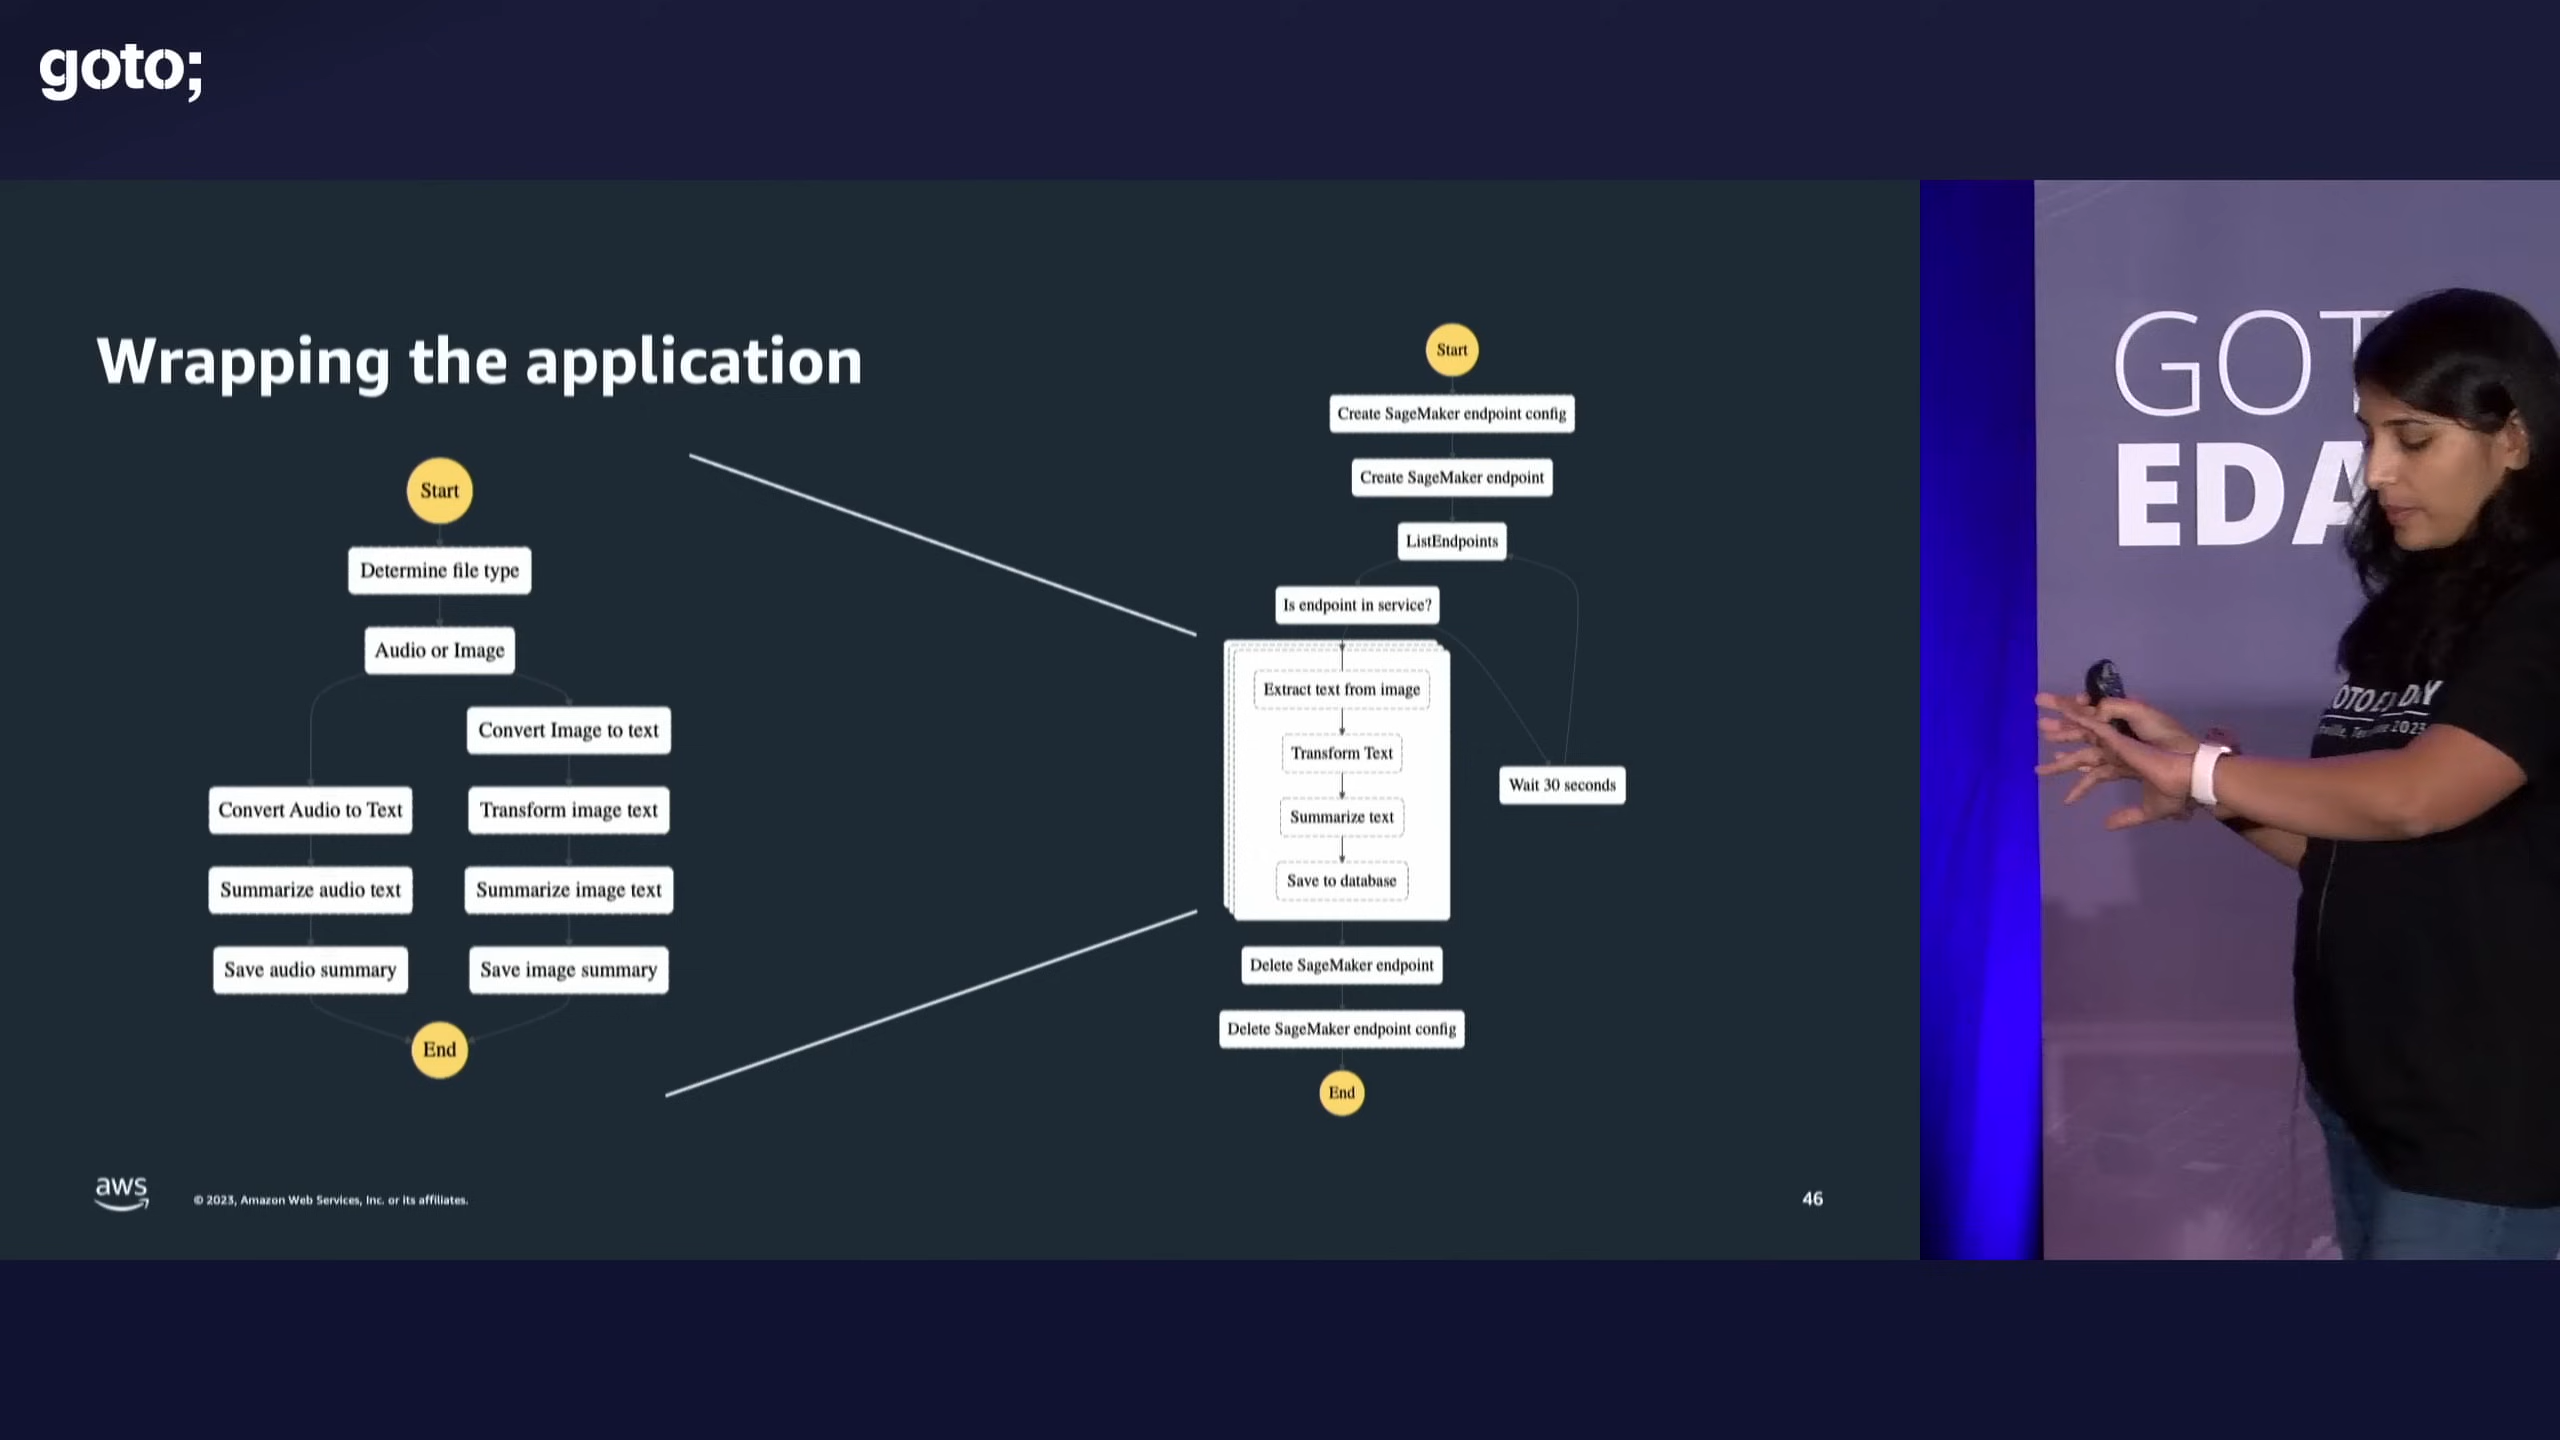 goto;
Wrapping the application
Start
Determine file type
Audio or Image
Convert Image to text
Convert Audio to Text
Transform image text
Summarize audio text
Summarize image text
Save audio summary
Save image summary
End
Start
Create SageMaker endpoint config
Create SageMaker endpoint
ListEndpoints
Is endpoint in service?
Extract text from image
Transform Text
Summarize text
Save to database
Wait 30 seconds
Delete SageMaker endpoint
Delete SageMaker endpoint config
End
aws
© 2023, Amazon Web Services, Inc. or its affiliates.
46
GOT
EDA
2023